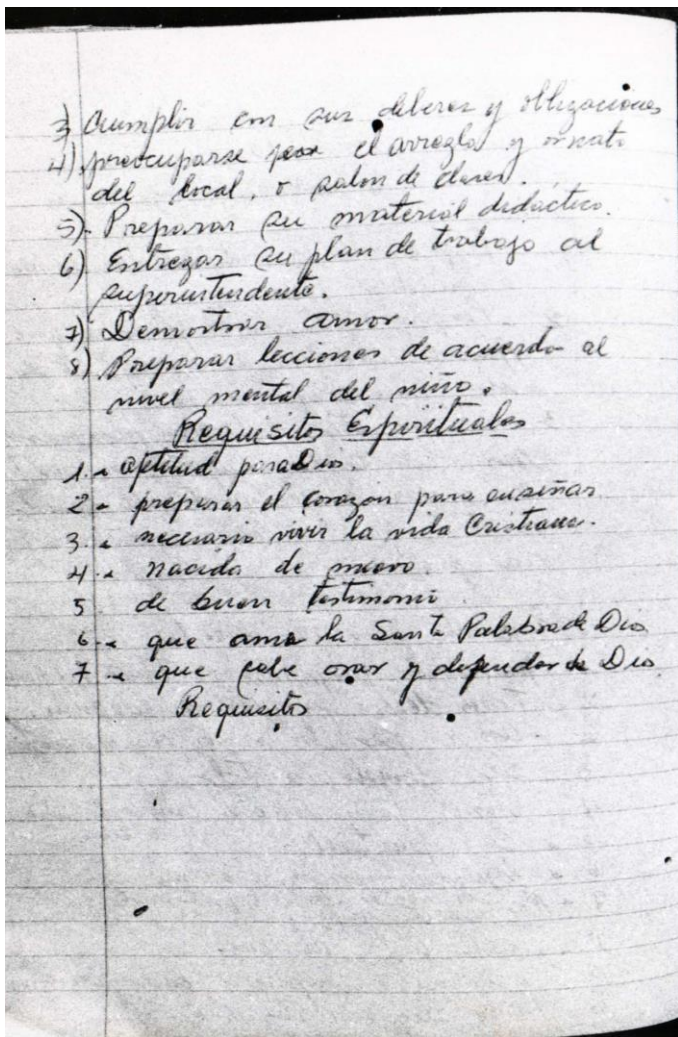 3) Cumplir con sus deberes y obligaciones
4) preocuparse por el arreglo y ornato
del local, o salon de clases.
5) - Preparar su material didactico.
6) Entregar su plan de trabajo al
superintendente.
7) Demostrar amor.
8) Preparar lecciones de acuerdo al
nivel mental del niño.
Requisitos Espirituales
1. - aptitud para Dios.
2 - preparar el corazon para enseñar
3. - necesario vivir la vida Cristiana.
4. - nacido de nuevo.
5 de buen testimonio
6. - que ama la Santa Palabra de Dios
7 - que sabe orar y depender de Dios
Requisitos